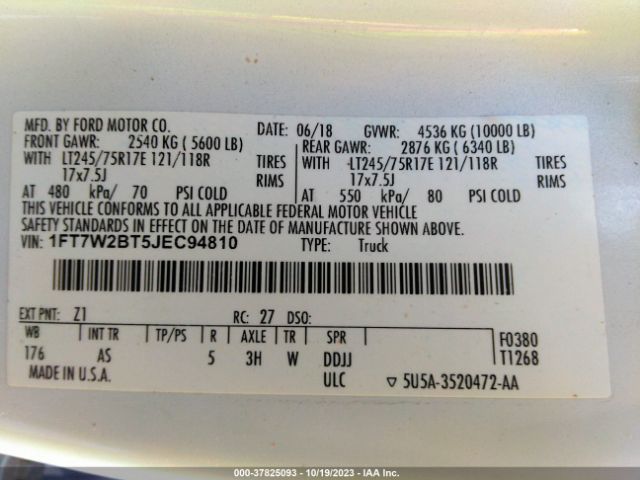 MFD. BY FORD MOTOR CO. DATE: 06/18 GVWR: 4536 KG (10000 LB)
FRONT GAWR: 2540 KG ( 5600 LB) REAR GAWR: 2876 KG ( 6340 LB)
WITH LT245/75R17E 121/118R TIRES WITH -LT245/75R17E 121/118R TIRES
17x7.5J RIMS 17x7.5J RIMS
AT 480 kPa/ 70 PSI COLD AT 550 kPa/ 80 PSI COLD
THIS VEHICLE CONFORMS TO ALL APPLICABLE FEDERAL MOTOR VEHICLE
SAFETY STANDARDS IN EFFECT ON THE DATE OF MANUFACTURE SHOWN ABOVE.
VIN: 1FT7W2BT5JEC94810 TYPE: Truck
EXT PNT: Z1 RC: 27 DSO:
WB INT TR TP/PS R AXLE TR SPR F0380
176 AS 5 3H W DDJJ T1268
MADE IN U.S.A. ULC ▽ 5U5A-3520472-AA
000-37825093 - 10/19/2023 - IAA Inc.